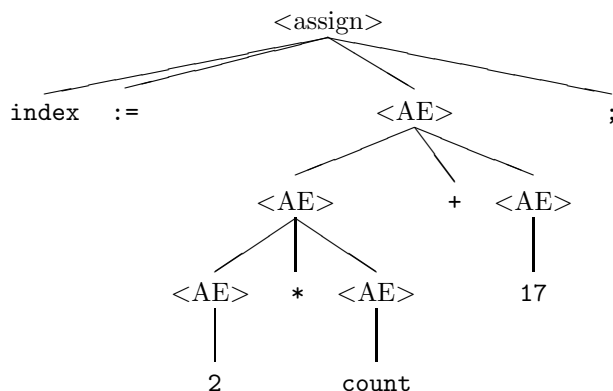 <assign>
index := <AE> ;
<AE> + <AE>
<AE> * <AE> 17
2 count